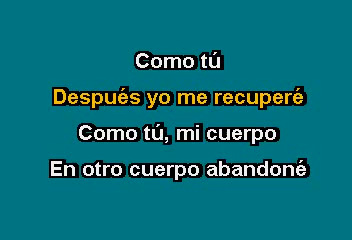 Como tú
Después yo me recuperé
Como tú, mi cuerpo
En otro cuerpo abandoné